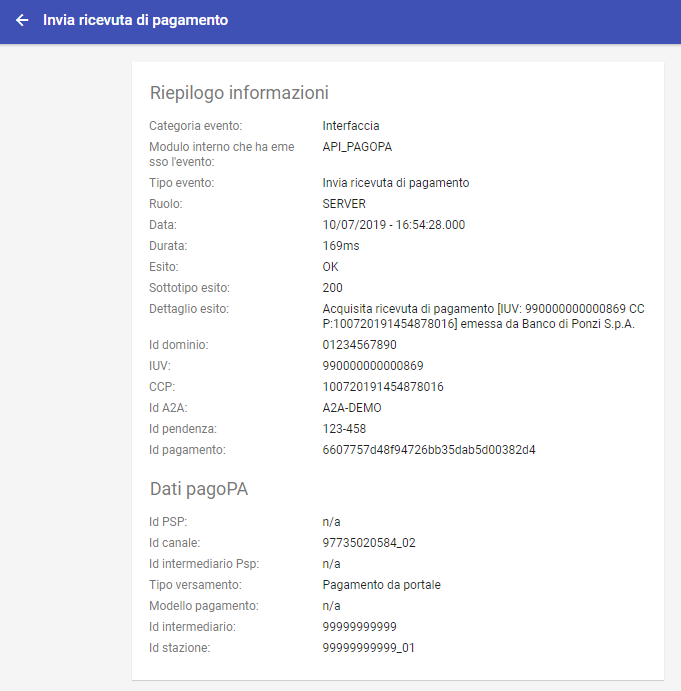 Invia ricevuta di pagamento
Riepilogo informazioni
Categoria evento: Interfaccia
Modulo interno che ha eme API_PAGOPA
sso l'evento:
Tipo evento: Invia ricevuta di pagamento
Ruolo: SERVER
Data: 10/07/2019 - 16:54:28.000
Durata: 169ms
Esito: OK
Sottotipo esito: 200
Dettaglio esito: Acquisita ricevuta di pagamento [IUV: 990000000000869 CC
P:100720191454878016] emessa da Banco di Ponzi S.p.A.
Id dominio: 01234567890
IUV: 990000000000869
CCP: 100720191454878016
Id A2A: A2A-DEMO
Id pendenza: 123-458
Id pagamento: 6607757d48f94726bb35dab5d00382d4
Dati pagoPA
Id PSP: n/a
Id canale: 97735020584_02
Id intermediario Psp: n/a
Tipo versamento: Pagamento da portale
Modello pagamento: n/a
Id intermediario: 99999999999
Id stazione: 99999999999_01